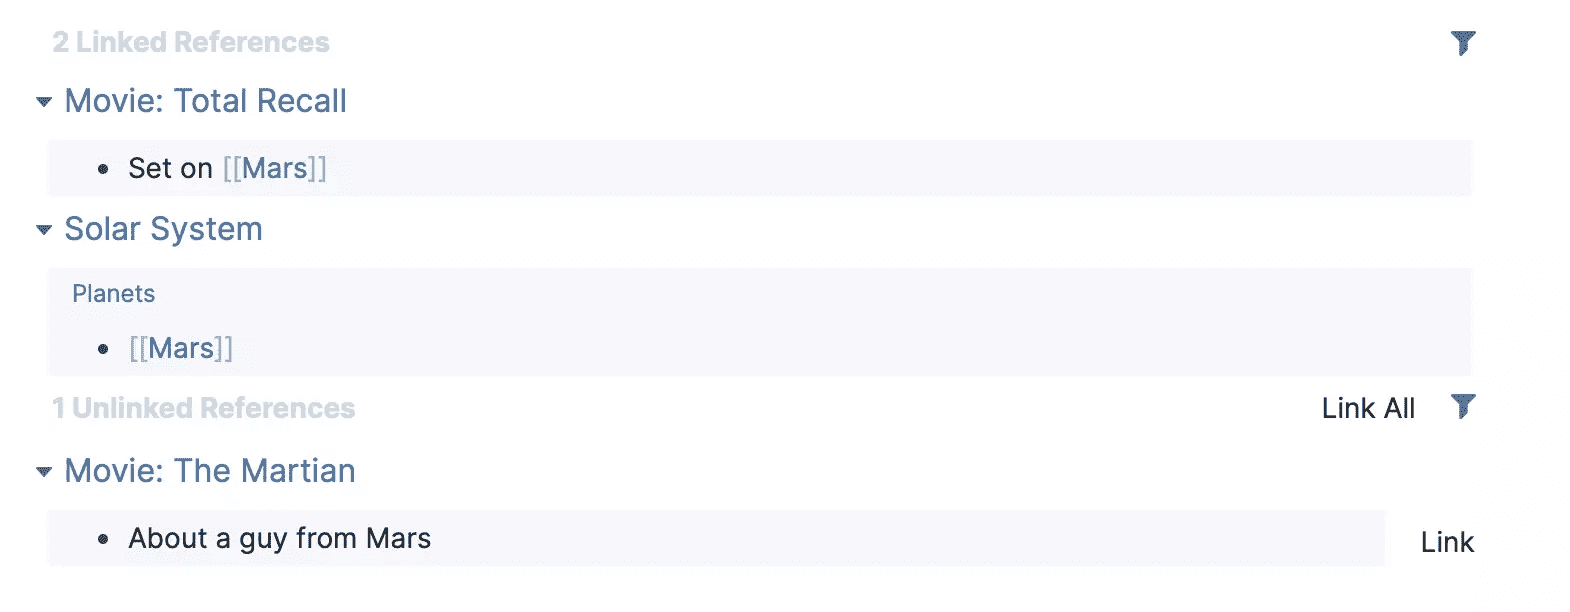 2 Linked References
Movie: Total Recall
Set on [[Mars]]
Solar System
Planets
[[Mars]]
1 Unlinked References Link All
Movie: The Martian
About a guy from Mars Link